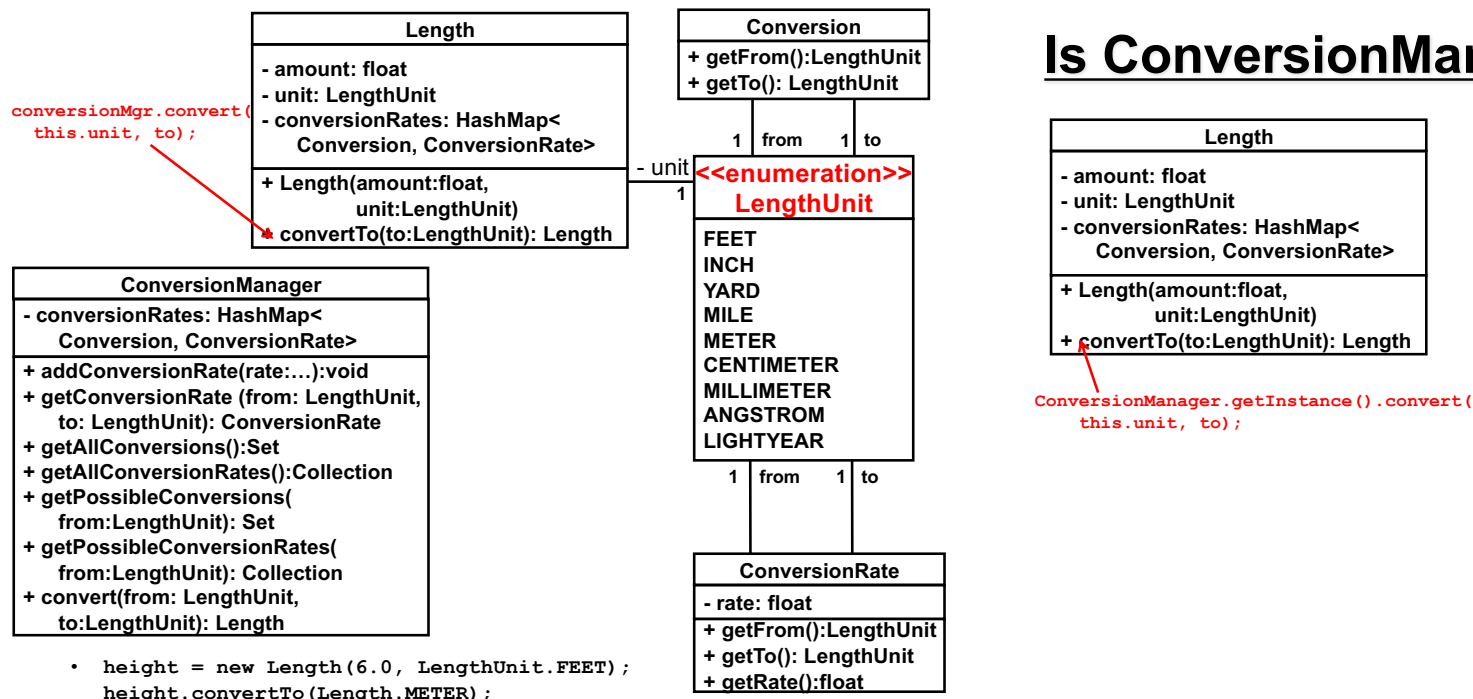 Length
- amount: float
- unit: LengthUnit
- conversionRates: HashMap<
Conversion, ConversionRate>
+ Length(amount:float,
unit:LengthUnit)
+ convertTo(to:LengthUnit): Length
conversionMgr.convert(
this.unit, to);
ConversionManager
- conversionRates: HashMap<
Conversion, ConversionRate>
+ addConversionRate(rate:…):void
+ getConversionRate (from: LengthUnit,
to: LengthUnit): ConversionRate
+ getAllConversions():Set
+ getAllConversionRates():Collection
+ getPossibleConversions(
from:LengthUnit): Set
+ getPossibleConversionRates(
from:LengthUnit): Collection
+ convert(from: LengthUnit,
to:LengthUnit): Length
• height = new Length(6.0, LengthUnit.FEET);
height.convertTo(Length.METER);
Conversion
+ getFrom():LengthUnit
+ getTo(): LengthUnit
1 from 1 to
- unit
1
<<enumeration>>
LengthUnit
FEET
INCH
YARD
MILE
METER
CENTIMETER
MILLIMETER
ANGSTROM
LIGHTYEAR
1 from 1 to
ConversionRate
- rate: float
+ getFrom():LengthUnit
+ getTo(): LengthUnit
+ getRate():float
Is ConversionMa
Length
- amount: float
- unit: LengthUnit
- conversionRates: HashMap<
Conversion, ConversionRate>
+ Length(amount:float,
unit:LengthUnit)
+ convertTo(to:LengthUnit): Length
ConversionManager.getInstance().convert(
this.unit, to);